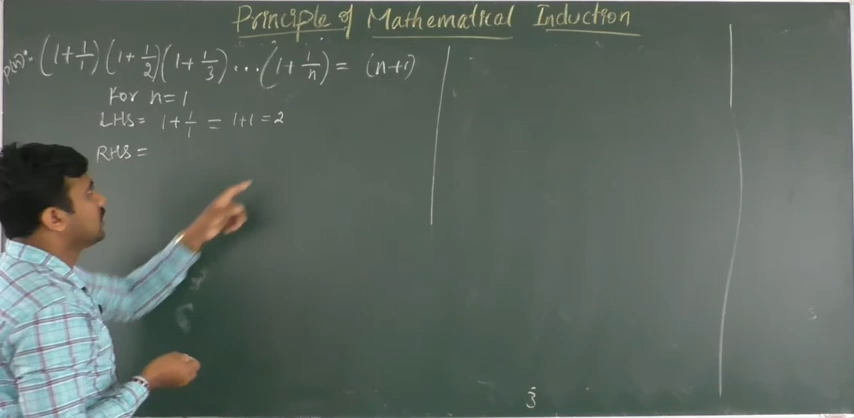 Principle of Mathematical Induction
P(n): (1+1/1)(1+1/2)(1+1/3)...(1+1/n) = (n+1)
For n=1
LHS = 1+1/1 = 1+1 = 2
RHS =
3